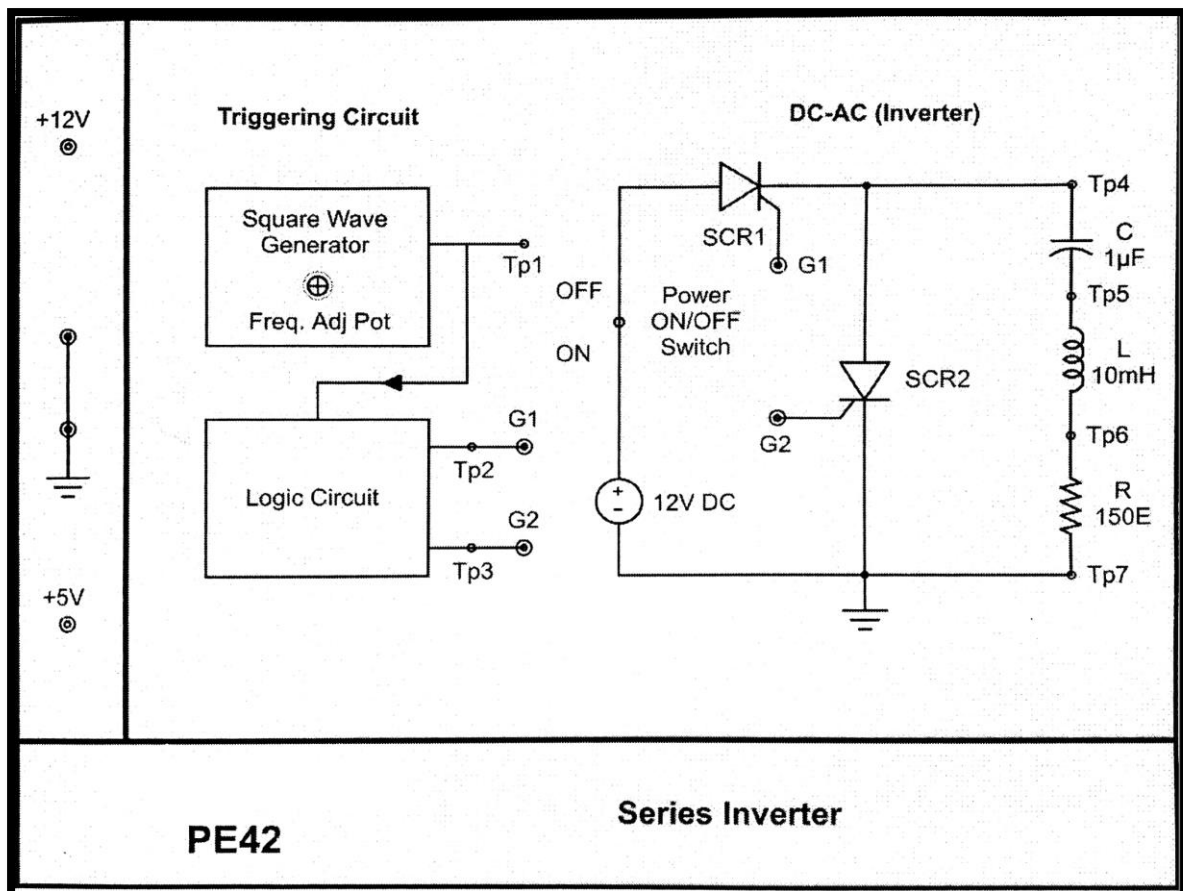 +12V
+5V
Triggering Circuit
Square Wave
Generator
Freq. Adj Pot
Tp1
Logic Circuit
G1
Tp2
G2
Tp3
DC-AC (Inverter)
SCR1
G1
OFF
ON
Power
ON/OFF
Switch
SCR2
G2
+
-
12V DC
Tp4
C
1µF
Tp5
L
10mH
Tp6
R
150E
Tp7
PE42
Series Inverter